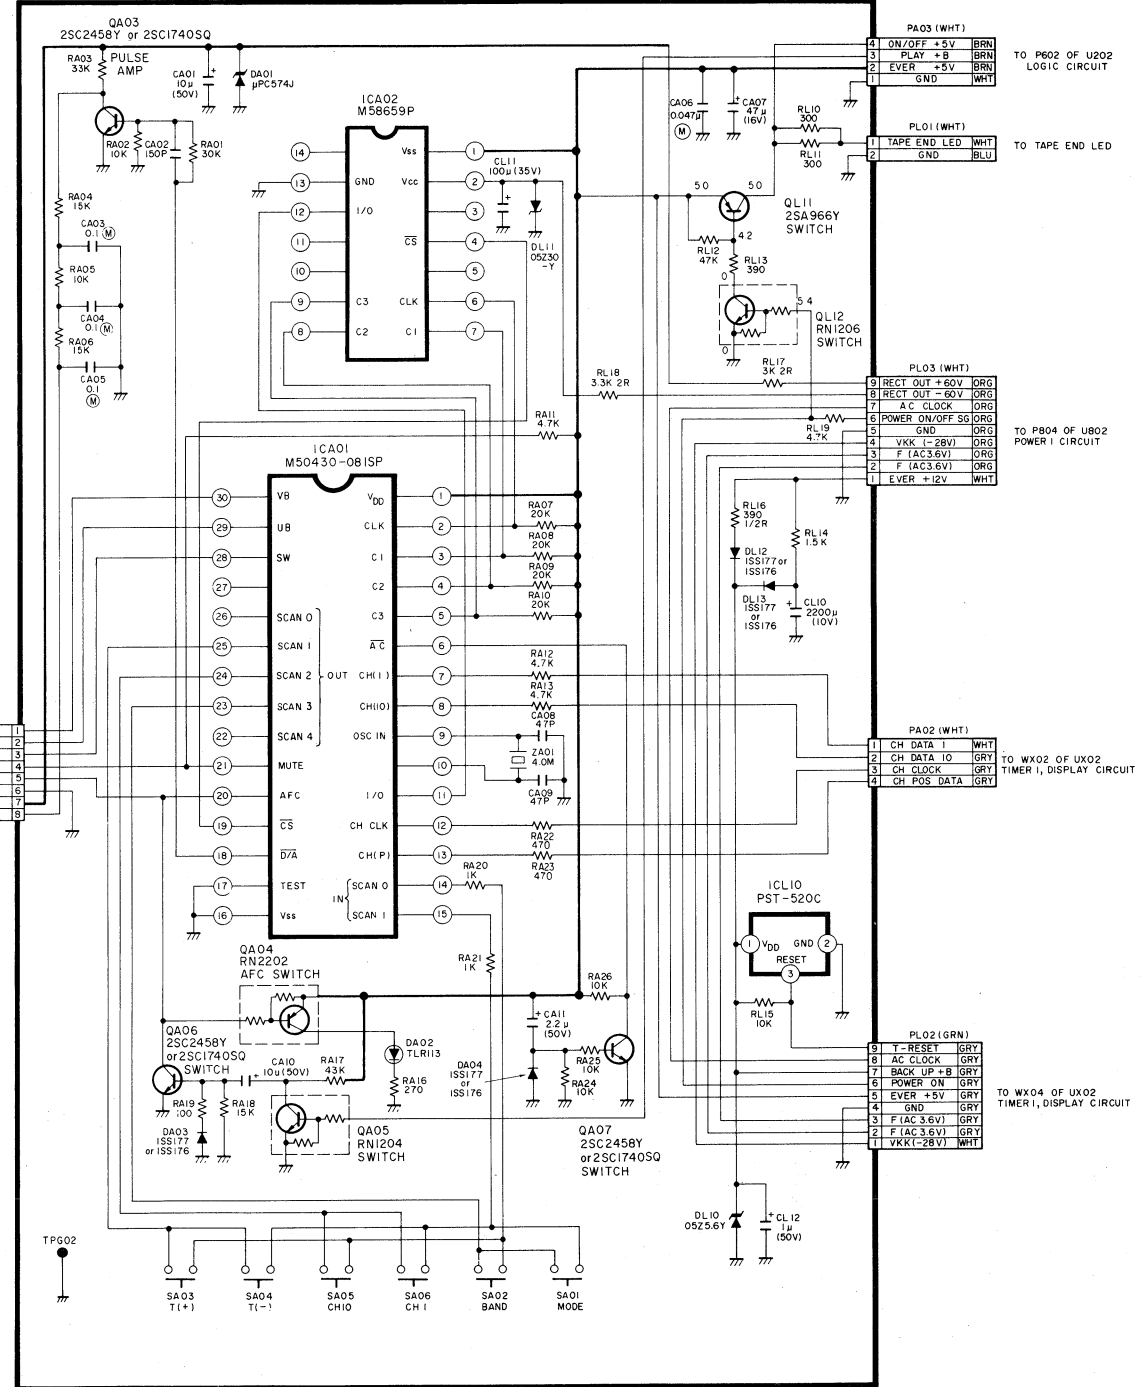 QA03
2SC2458Y or 2SC1740SQ
PULSE
AMP
RA03
33K
CA01
10μ
(50V)
DA01
μPC574J
RA02
10K
CA02
150P
RA01
30K
RA04
15K
CA03
0.1 M
RA05
10K
CA04
0.1 M
RA06
15K
CA05
0.1
M
ICA02
M58659P
14
13
12
11
10
9
8
GND
I/O
C3
C2
Vss
Vcc
CS
CLK
C1
1
2
3
4
5
6
7
CL11
100μ(35V)
DL11
05Z30
-Y
CA06
0.047μ
M
CA07
47μ
(16V)
RL10
300
RL11
300
50
50
QL11
2SA966Y
SWITCH
42
RL12
47K
RL13
390
0
54
0
QL12
RN1206
SWITCH
RL17
3K 2R
RL18
3.3K 2R
RL19
4.7K
RA11
4.7K
PA03 (WHT)
4 ON/OFF +5V BRN
3 PLAY +B BRN
2 EVER +5V BRN
1 GND WHT
TO P602 OF U202
LOGIC CIRCUIT
PL01 (WHT)
1 TAPE END LED WHT
2 GND BLU
TO TAPE END LED
PL03 (WHT)
9 RECT OUT +60V ORG
8 RECT OUT -60V ORG
7 AC CLOCK ORG
6 POWER ON/OFF SG ORG
5 GND ORG
4 VKK (-28V) ORG
3 F (AC3.6V) ORG
2 F (AC3.6V) ORG
1 EVER +12V WHT
TO P804 OF U802
POWER I CIRCUIT
ICA01
M50430-081SP
30 VB
29 UB
28 SW
27
26 SCAN 0
25 SCAN 1
24 SCAN 2
23 SCAN 3
22 SCAN 4
OUT
21 MUTE
20 AFC
19 CS
18 D/A
17 TEST
16 Vss
VDD 1
CLK 2
C1 3
C2 4
C3 5
AC 6
CH(1) 7
CH(10) 8
OSC IN 9
10
I/O 11
CH CLK 12
CH(P) 13
IN
SCAN 0 14
SCAN 1 15
RA07
20K
RA08
20K
RA09
20K
RA10
20K
RA12
4.7K
RA13
4.7K
CA08
47P
ZA01
4.0M
CA09
47P
RA22
470
RA23
470
RA20
1K
RA21
1K
RL16
390
1/2R
RL14
1.5K
DL12
1SS177 or
1SS176
DL13
1SS177
or
1SS176
CL10
2200μ
(10V)
1
2
3
4
5
6
7
8
PA02 (WHT)
1 CH DATA 1 WHT
2 CH DATA 10 GRY
3 CH CLOCK GRY
4 CH POS DATA GRY
TO WX02 OF UX02
TIMER I, DISPLAY CIRCUIT
ICL10
PST-520C
1 VDD GND 2
RESET
3
RL15
10K
QA04
RN2202
AFC SWITCH
QA06
2SC2458Y
or 2SC1740SQ
SWITCH
CA10
10μ(50V)
RA17
43K
DA02
TLR113
RA16
270
RA19
100
RA18
15K
DA03
1SS177
or 1SS176
QA05
RN1204
SWITCH
CA11
2.2μ
(50V)
DA04
1SS177
or
1SS176
RA25
10K
RA24
10K
RA26
10K
QA07
2SC2458Y
or 2SC1740SQ
SWITCH
PL02 (GRN)
9 T-RESET GRY
8 AC CLOCK GRY
7 BACK UP +B GRY
6 POWER ON GRY
5 EVER +5V GRY
4 GND GRY
3 F (AC 3.6V) GRY
2 F (AC 3.6V) GRY
1 VKK(-28V) WHT
TO WX04 OF UX02
TIMER I, DISPLAY CIRCUIT
DL10
05Z5.6Y
CL12
1μ
(50V)
TPG02
SA03
T(+)
SA04
T(-)
SA05
CH10
SA06
CH 1
SA02
BAND
SA01
MODE